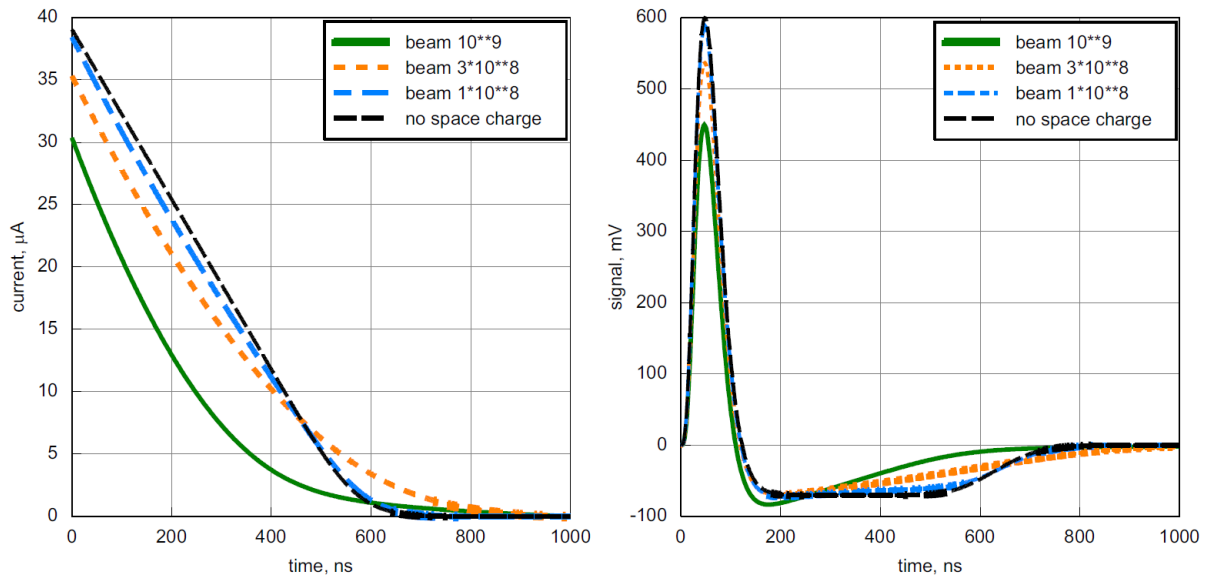 40
35
30
25
20
15
10
5
0
current, μA
beam 10**9
beam 3*10**8
beam 1*10**8
no space charge
0 200 400 600 800 1000
time, ns
600
500
400
300
200
100
0
-100
signal, mV
beam 10**9
beam 3*10**8
beam 1*10**8
no space charge
0 200 400 600 800 1000
time, ns